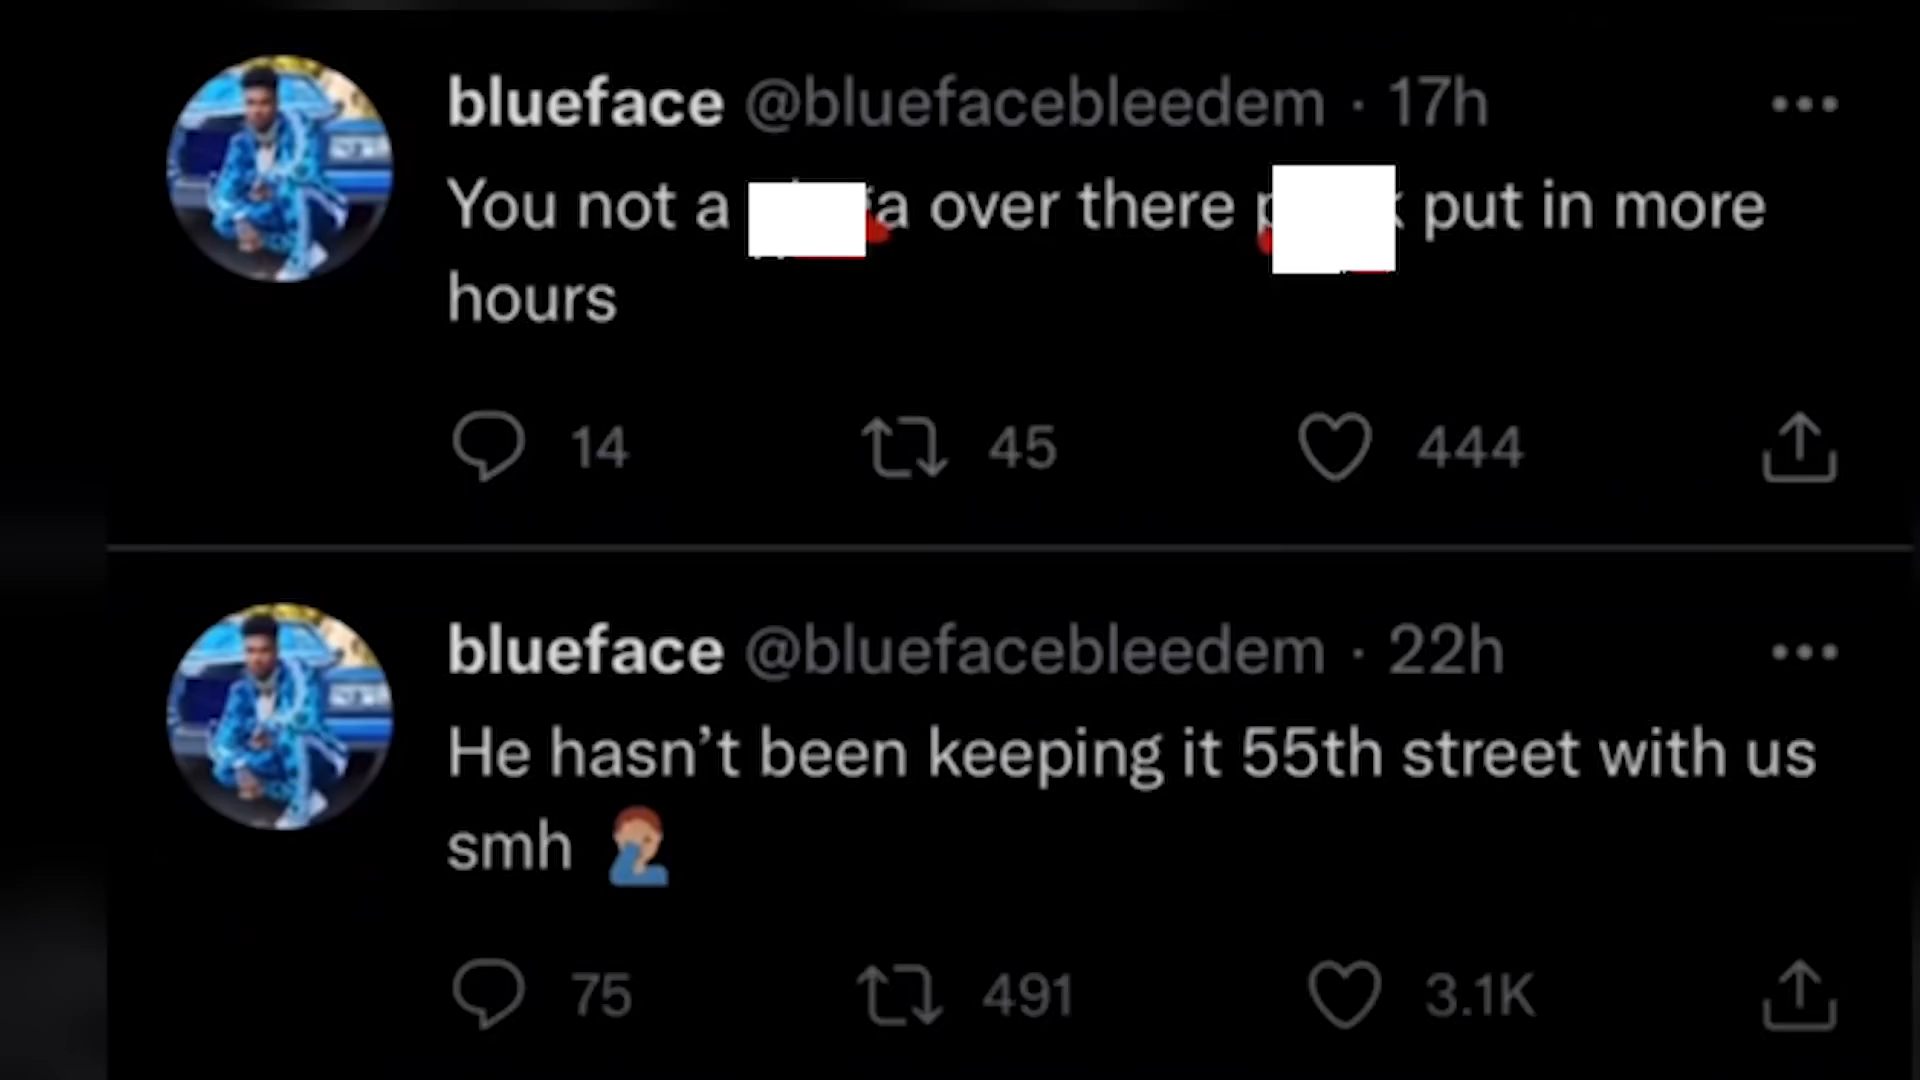 blueface @bluefacebleedem · 17h
You not a over there put in more
hours
14 45 444
blueface @bluefacebleedem · 22h
He hasn't been keeping it 55th street with us
smh 🤦🏽‍♂️
75 491 3.1K